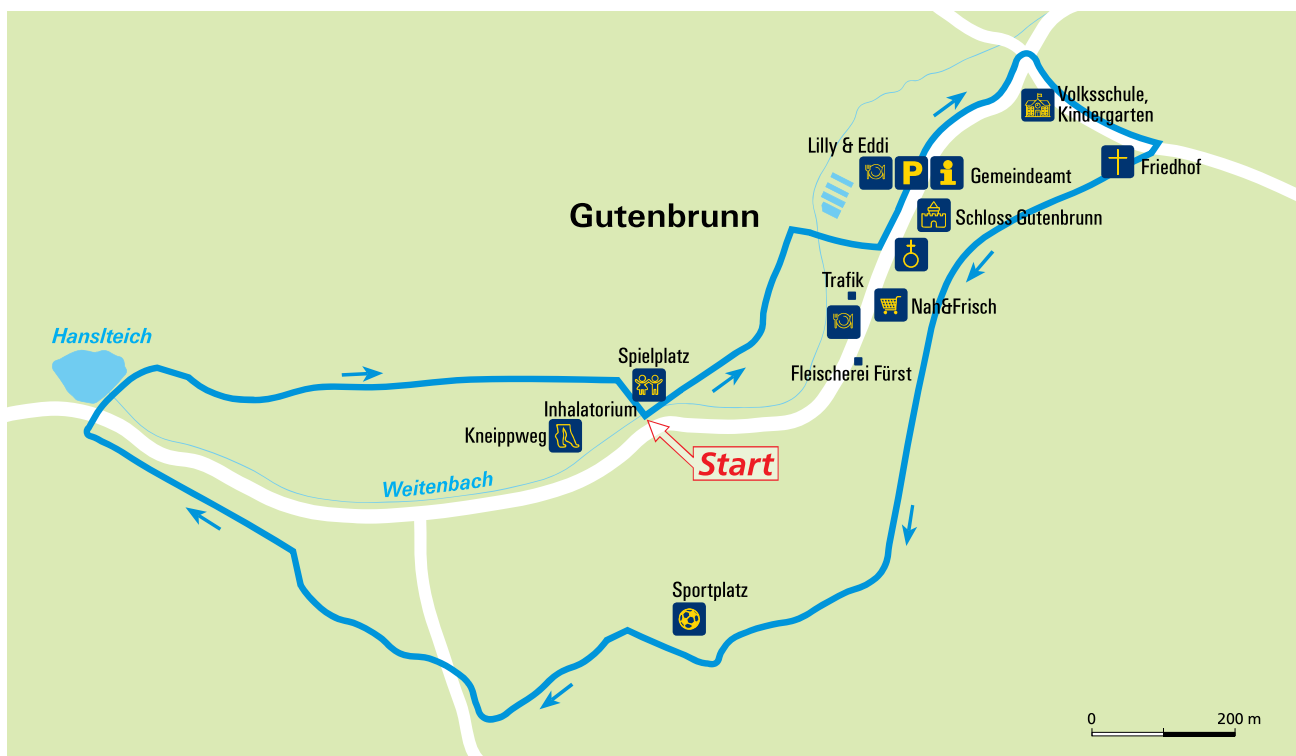 Volksschule,
Kindergarten
Lilly & Eddi
P
Gemeindeamt
Friedhof
Gutenbrunn
Schloss Gutenbrunn
Trafik
Nah&Frisch
Hanslteich
Spielplatz
Fleischerei Fürst
Inhalatorium
Kneippweg
Start
Weitenbach
Sportplatz
0 200 m